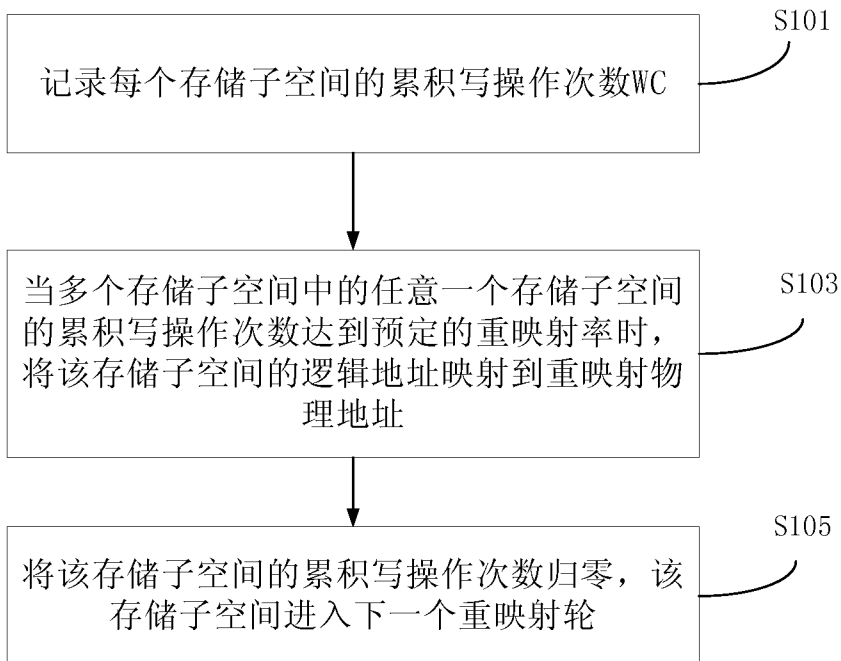 S101
记录每个存储子空间的累积写操作次数WC
S103
当多个存储子空间中的任意一个存储子空间
的累积写操作次数达到预定的重映射率时，
将该存储子空间的逻辑地址映射到重映射物
理地址
S105
将该存储子空间的累积写操作次数归零，该
存储子空间进入下一个重映射轮